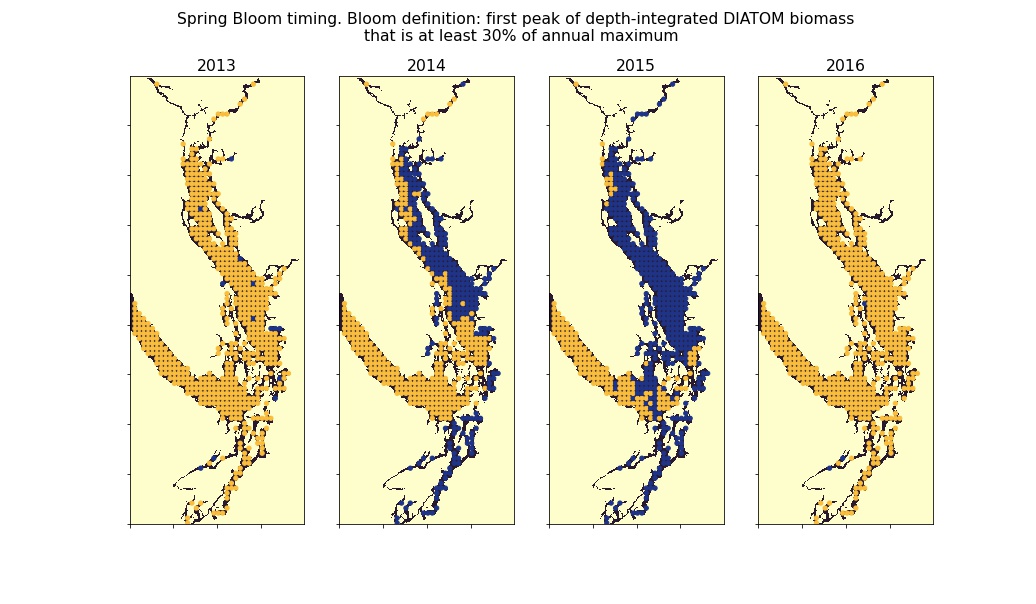 Spring Bloom timing. Bloom definition: first peak of depth-integrated DIATOM biomass
that is at least 30% of annual maximum
2013
2014
2015
2016